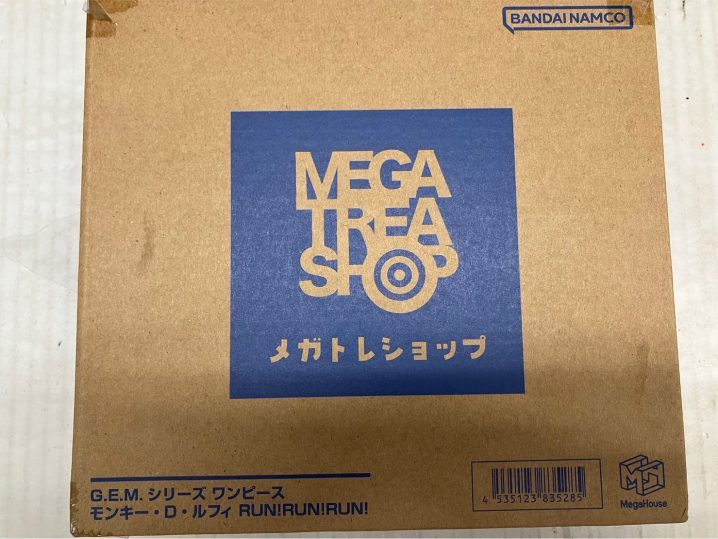 BANDAI NAMCO
MEGA
TREA
SHOP
メガトレショップ
G.E.M. シリーズ ワンピース
モンキー・D・ルフィ RUN!RUN!RUN!
4 535123 835285
MegaHouse